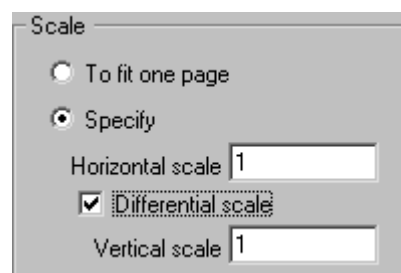 Scale
To fit one page
Specify
Horizontal scale 1
Differential scale
Vertical scale 1